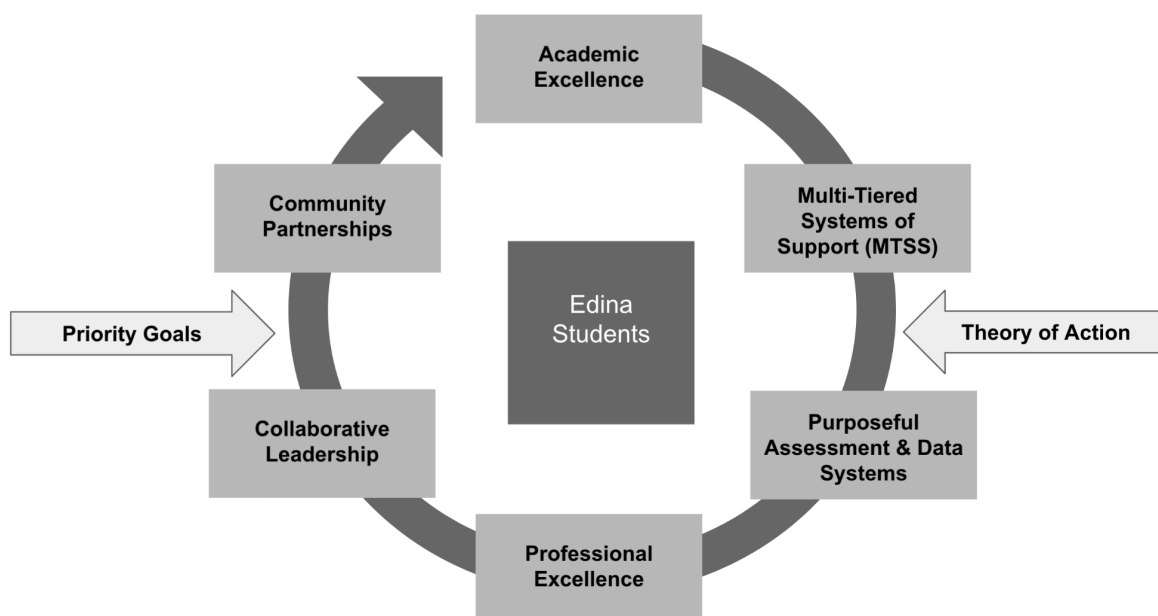 Academic
Excellence
Multi-Tiered
Systems of
Support (MTSS)
Purposeful
Assessment & Data
Systems
Professional
Excellence
Collaborative
Leadership
Community
Partnerships
Edina
Students
Priority Goals
Theory of Action